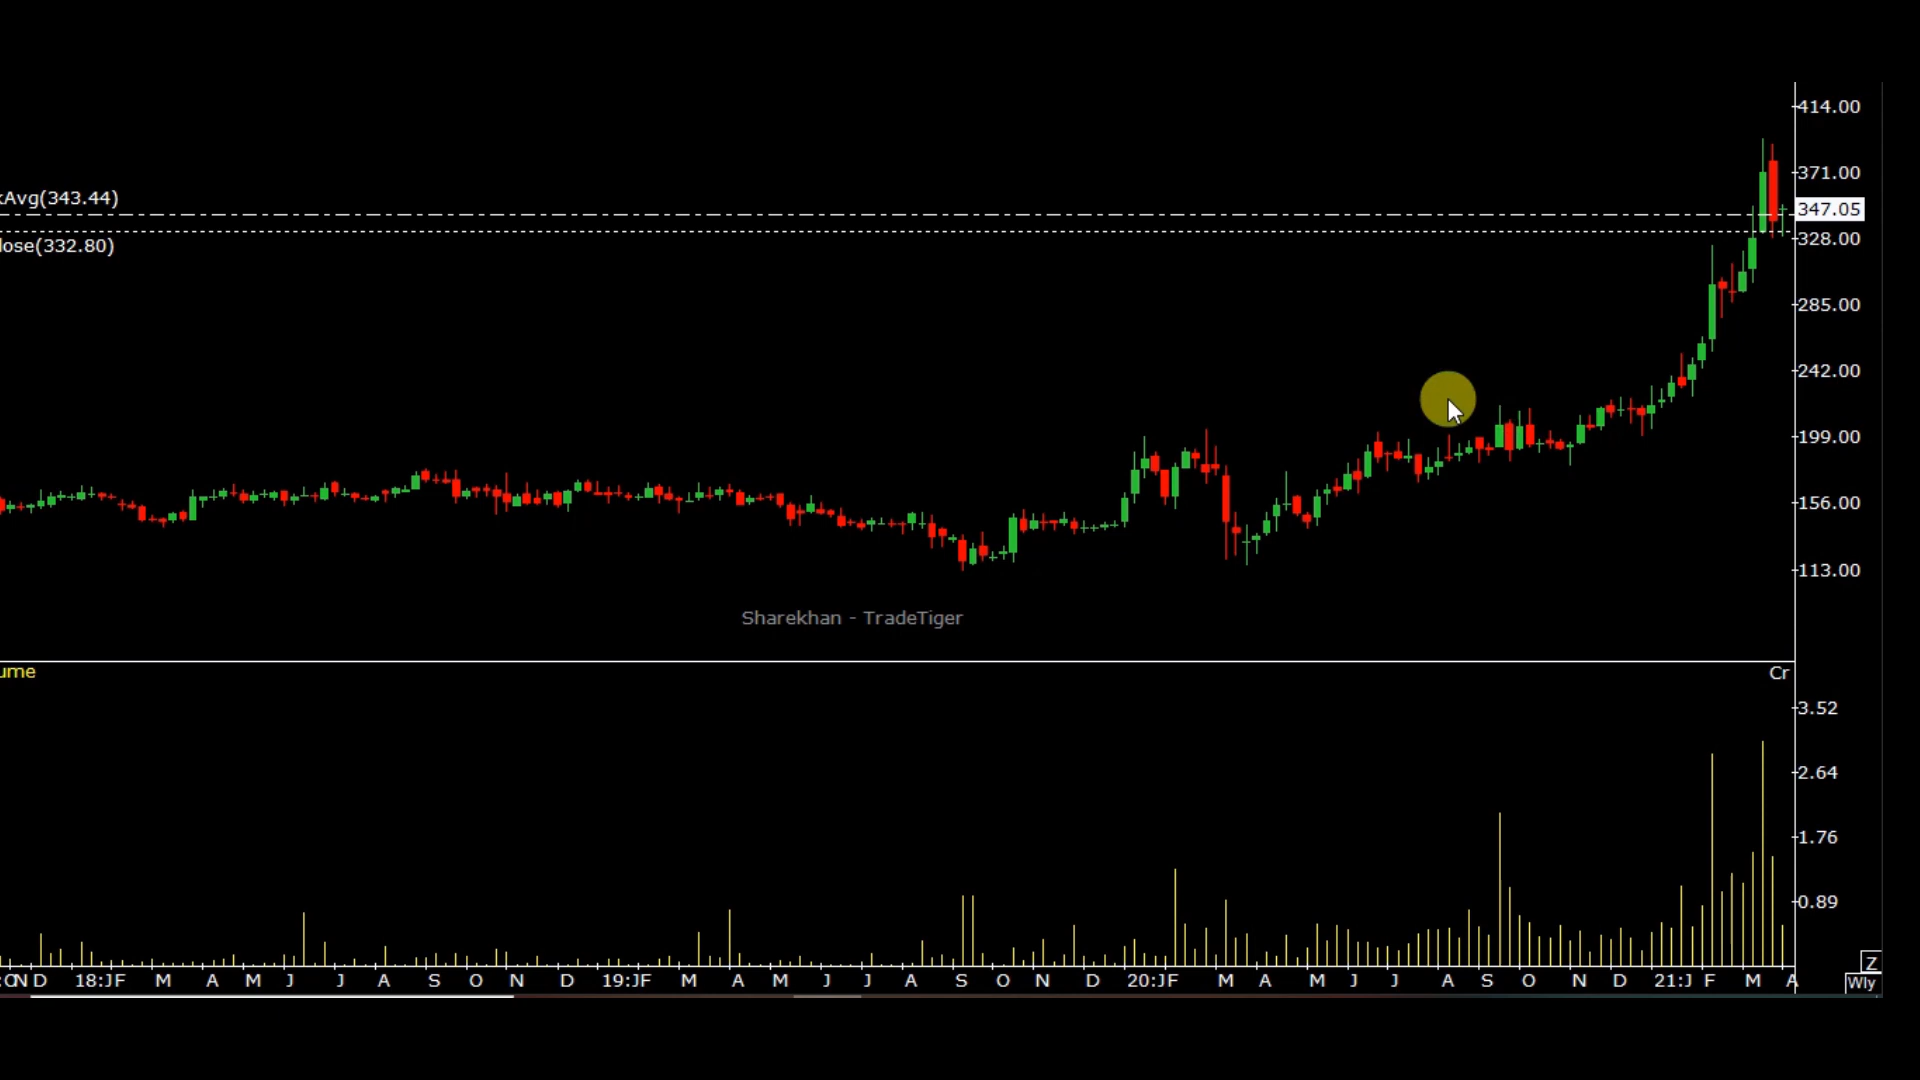 414.00
371.00
kAvg(343.44)
347.05
328.00
lose(332.80)
285.00
242.00
199.00
156.00
113.00
Sharekhan - TradeTiger
ume
Cr
3.52
2.64
1.76
0.89
Z
N D 18:JF M A M J J A S O N D 19:JF M A M J J A S O N D 20:JF M A M J J A S O N D 21:J F M A
Wly